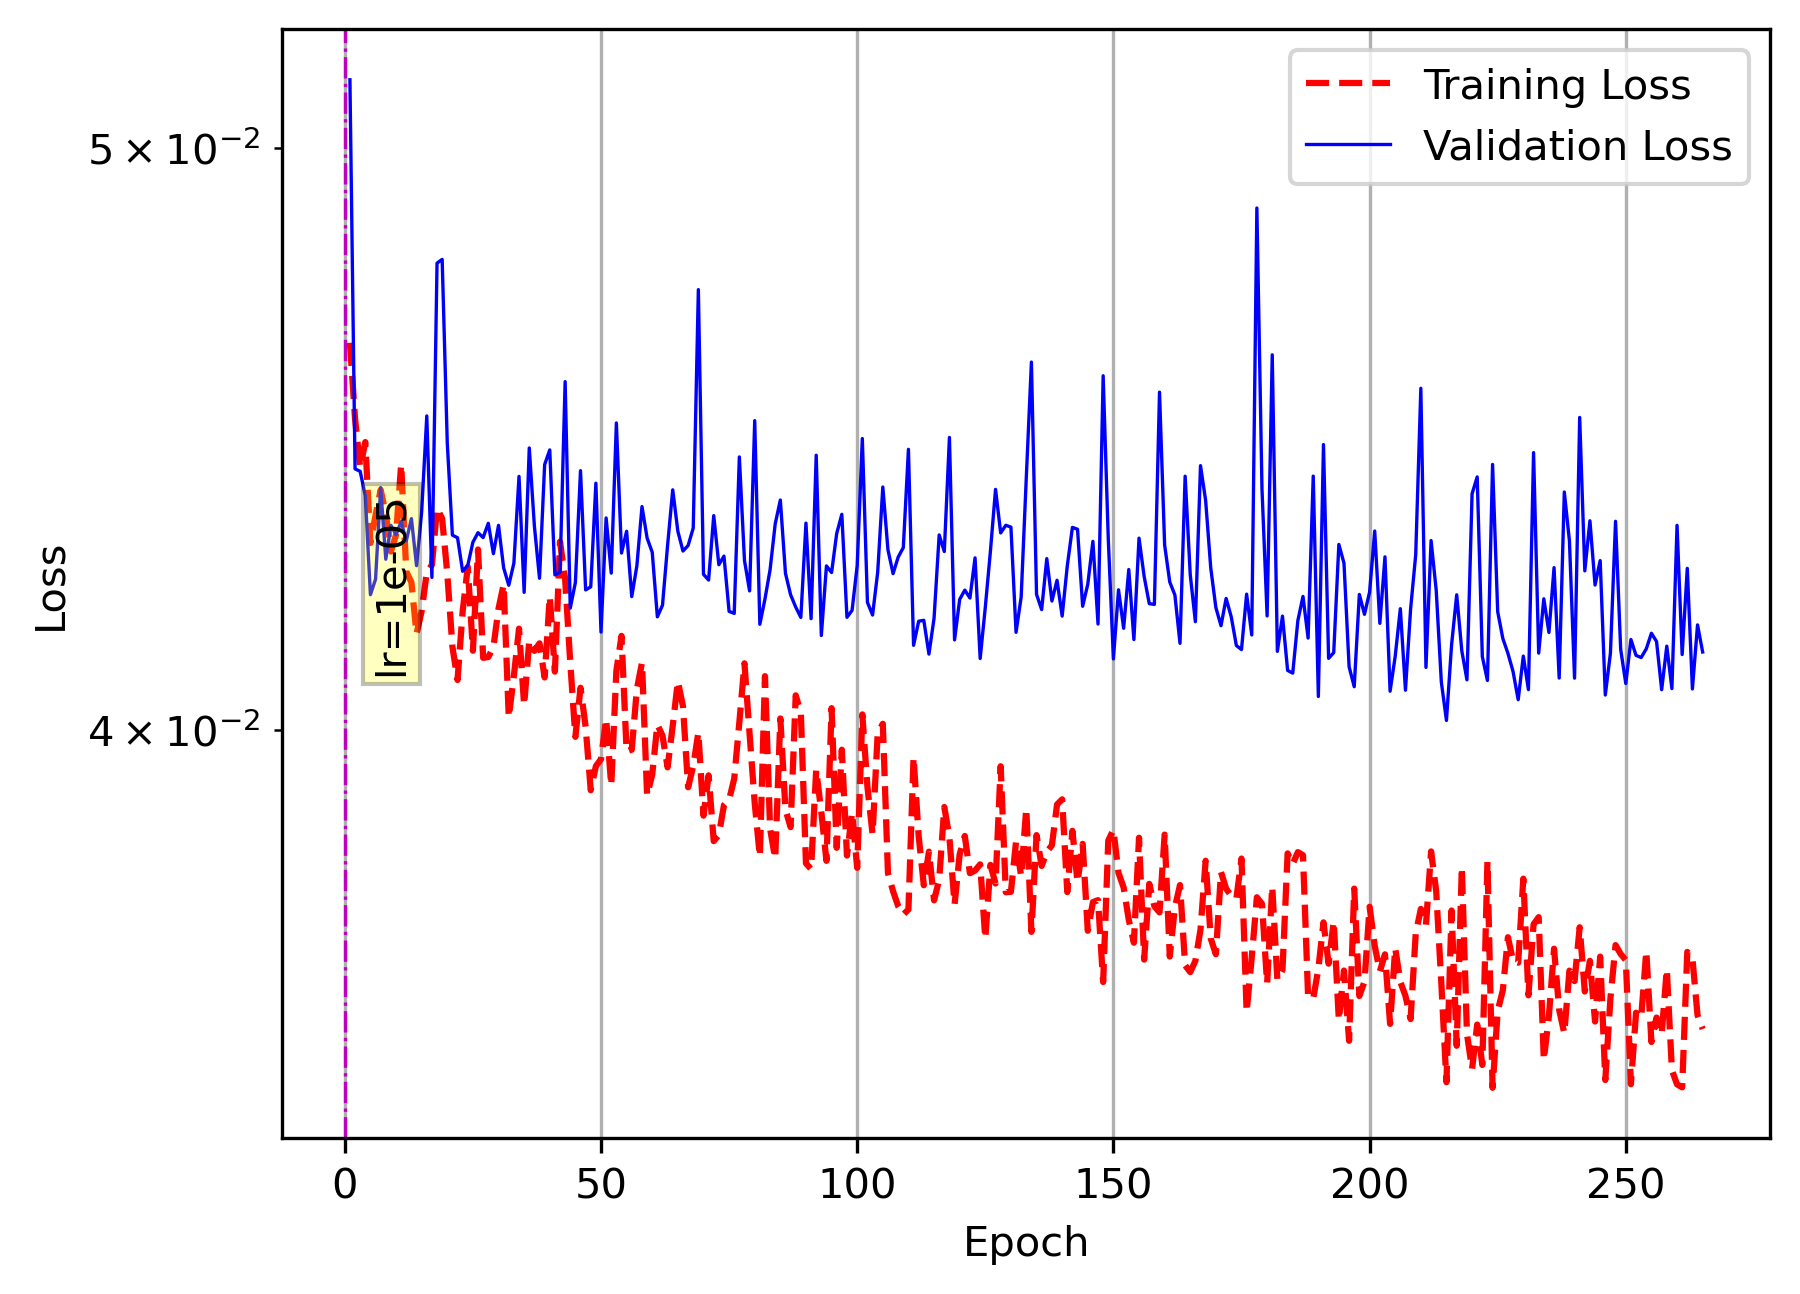 Training Loss
Validation Loss
5 × 10⁻²
4 × 10⁻²
Loss
lr=1e-05
0 50 100 150 200 250
Epoch